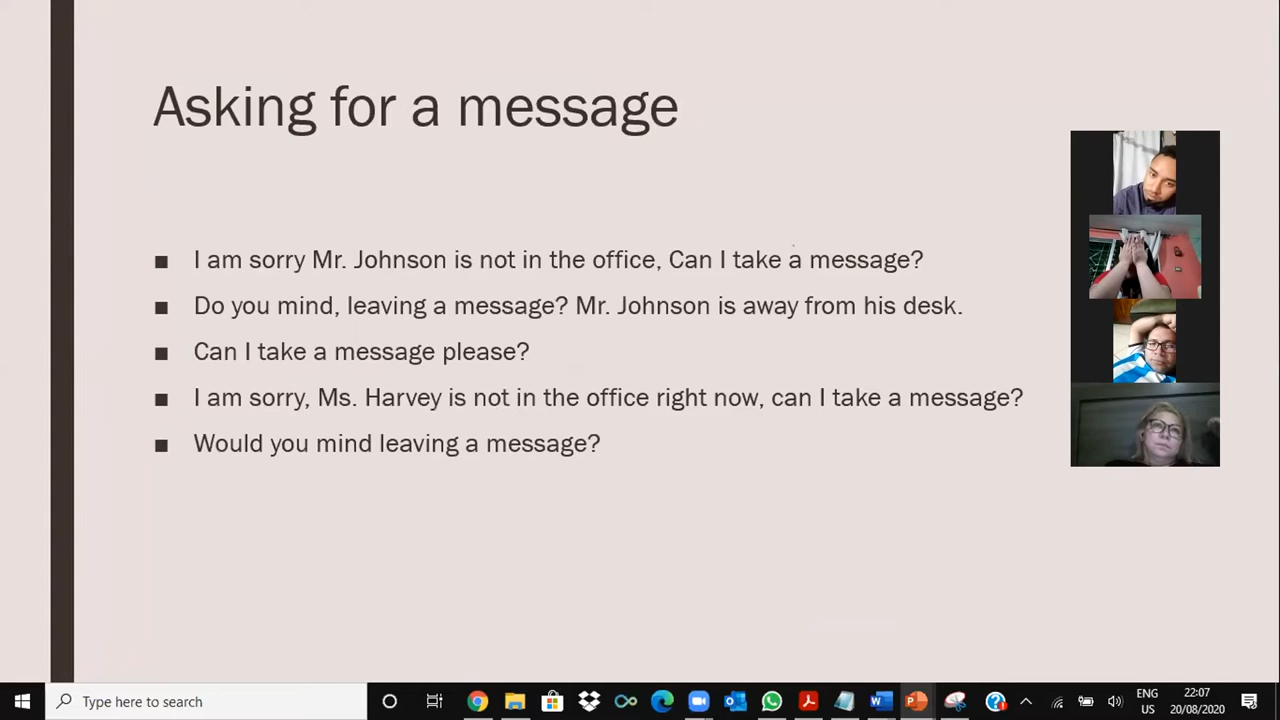 Asking for a message
■ I am sorry Mr. Johnson is not in the office, Can I take a message?
■ Do you mind, leaving a message? Mr. Johnson is away from his desk.
■ Can I take a message please?
■ I am sorry, Ms. Harvey is not in the office right now, can I take a message?
■ Would you mind leaving a message?
Type here to search
ENG
US
22:07
20/08/2020